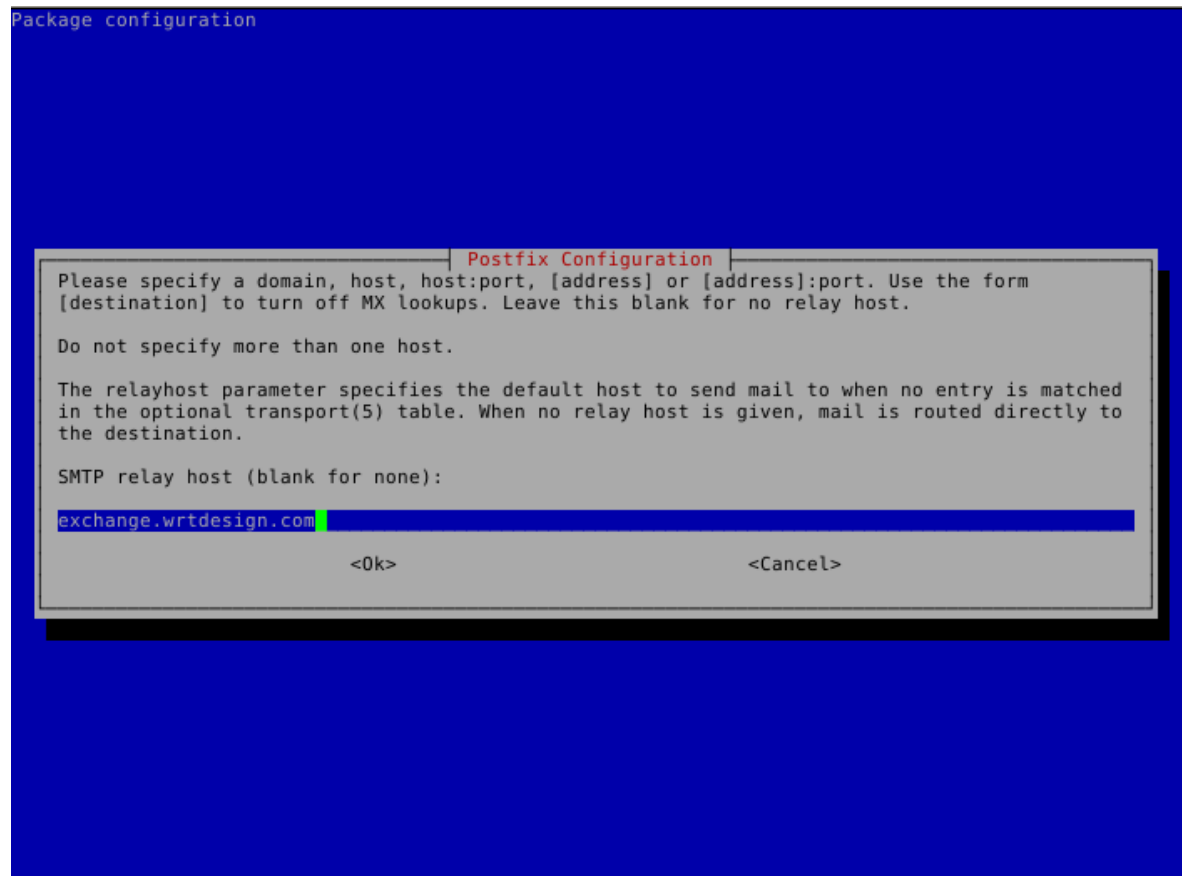 Package configuration
Postfix Configuration
Please specify a domain, host, host:port, [address] or [address]:port. Use the form
[destination] to turn off MX lookups. Leave this blank for no relay host.
Do not specify more than one host.
The relayhost parameter specifies the default host to send mail to when no entry is matched
in the optional transport(5) table. When no relay host is given, mail is routed directly to
the destination.
SMTP relay host (blank for none):
exchange.wrtdesign.com
<Ok> <Cancel>